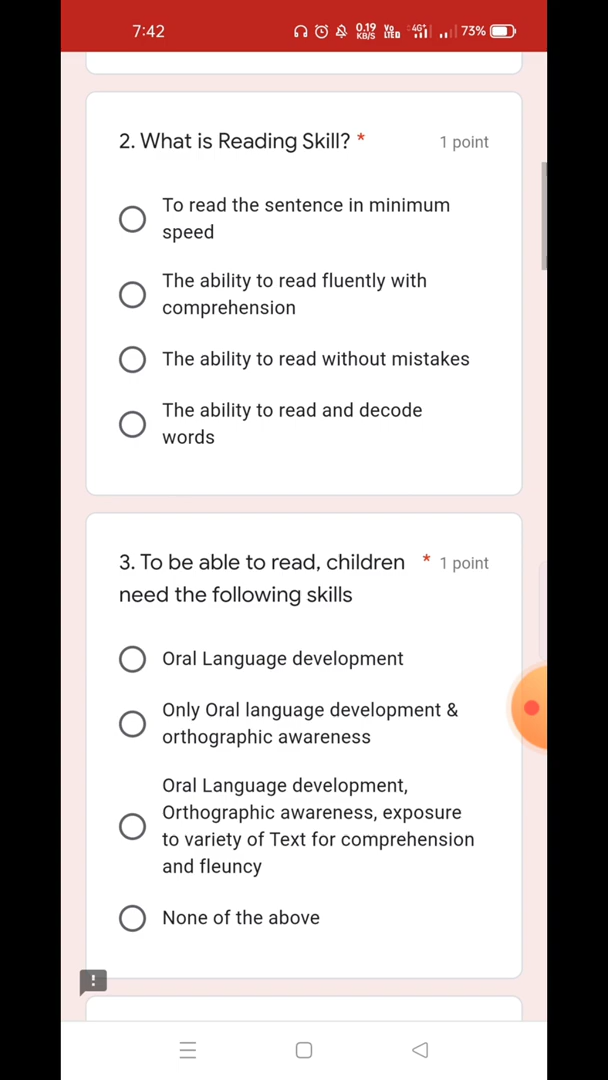 7:42 0.19 KB/S Vo LTE 4G+ 73%
2. What is Reading Skill? * 1 point
To read the sentence in minimum
speed
The ability to read fluently with
comprehension
The ability to read without mistakes
The ability to read and decode
words
3. To be able to read, children * 1 point
need the following skills
Oral Language development
Only Oral language development &
orthographic awareness
Oral Language development,
Orthographic awareness, exposure
to variety of Text for comprehension
and fleuncy
None of the above
!